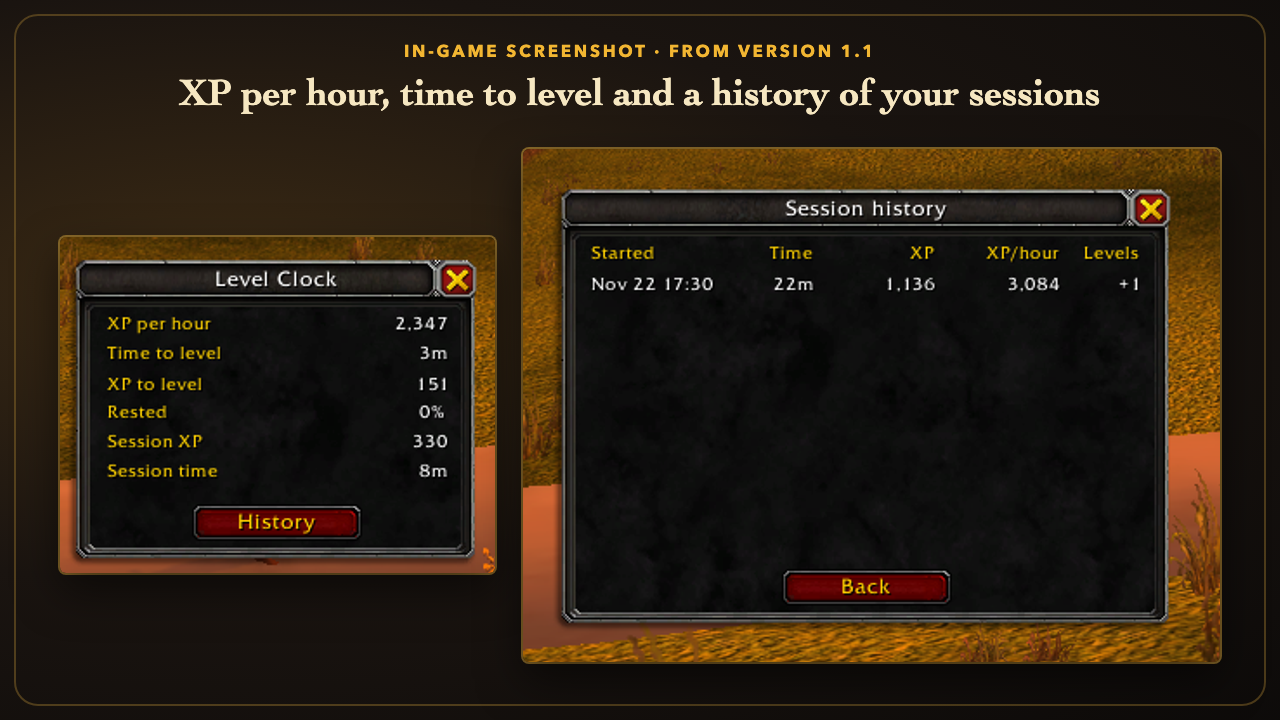 IN-GAME SCREENSHOT · FROM VERSION 1.1
XP per hour, time to level and a history of your sessions
Level Clock
XP per hour 2,347
Time to level 3m
XP to level 151
Rested 0%
Session XP 330
Session time 8m
History
Session history
Started Time XP XP/hour Levels
Nov 22 17:30 22m 1,136 3,084 +1
Back